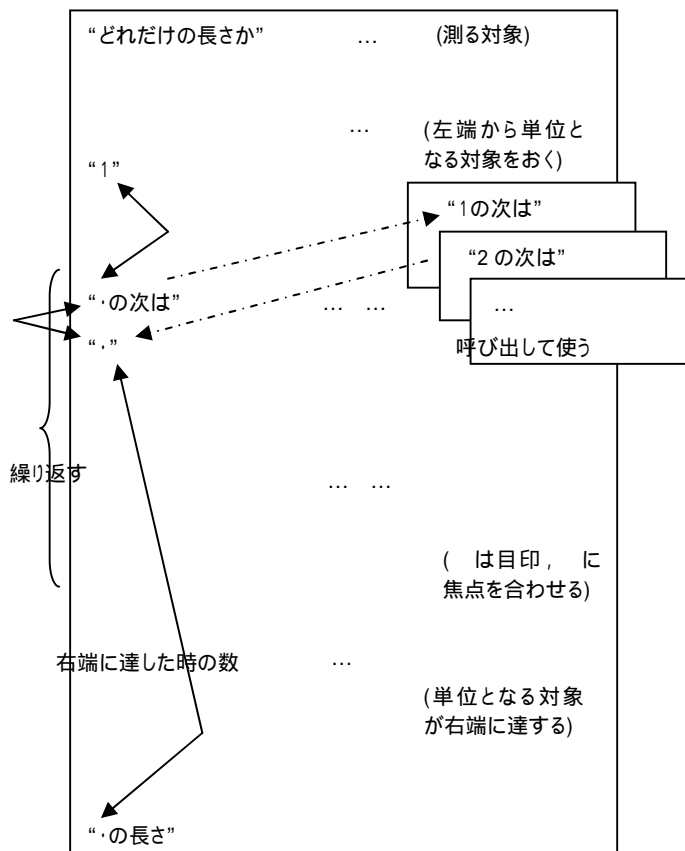 “どれだけの長さか” … (測る対象)
… (左端から単位と
なる対象をおく)
“1”
“1の次は”
“2 の次は”
“·の次は” … … …
“·” 呼び出して使う
繰り返す
… …
( は目印, に
焦点を合わせる)
右端に達した時の数 …
(単位となる対象
が右端に達する)
“·の長さ”